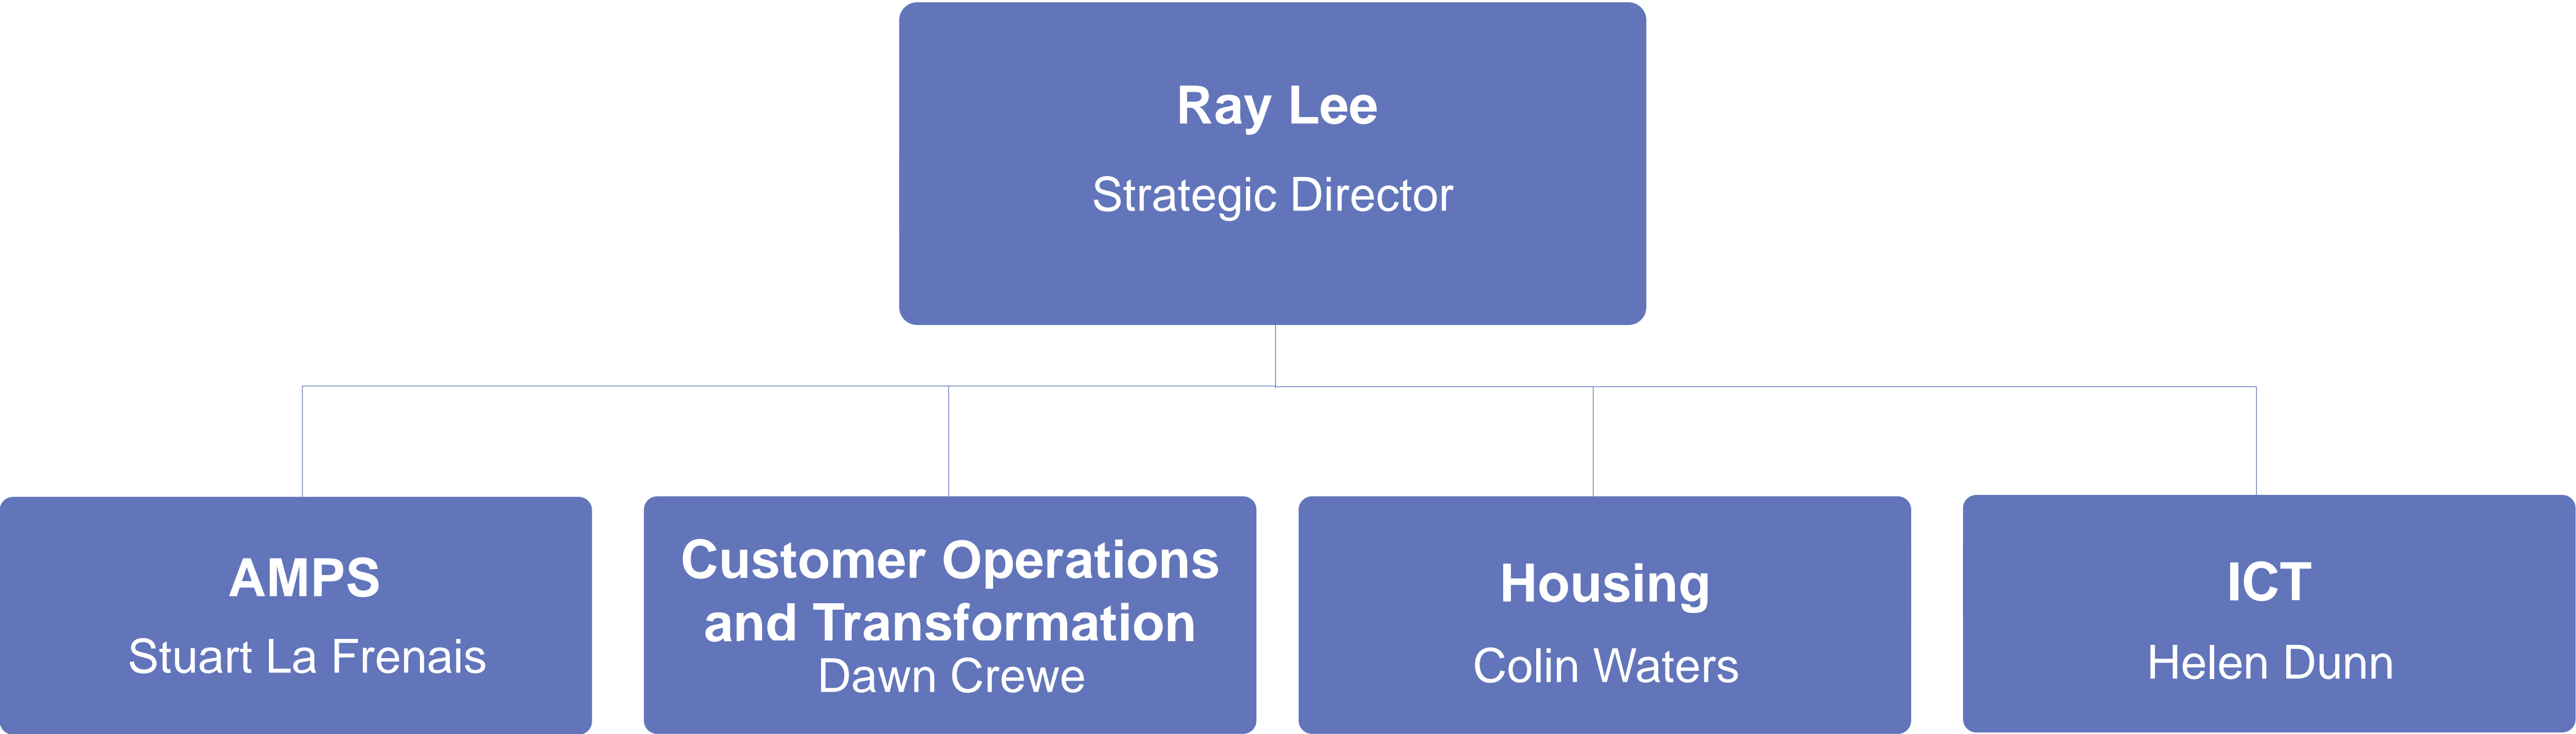 Ray Lee
Strategic Director
AMPS
Stuart La Frenais
Customer Operations
and Transformation
Dawn Crewe
Housing
Colin Waters
ICT
Helen Dunn